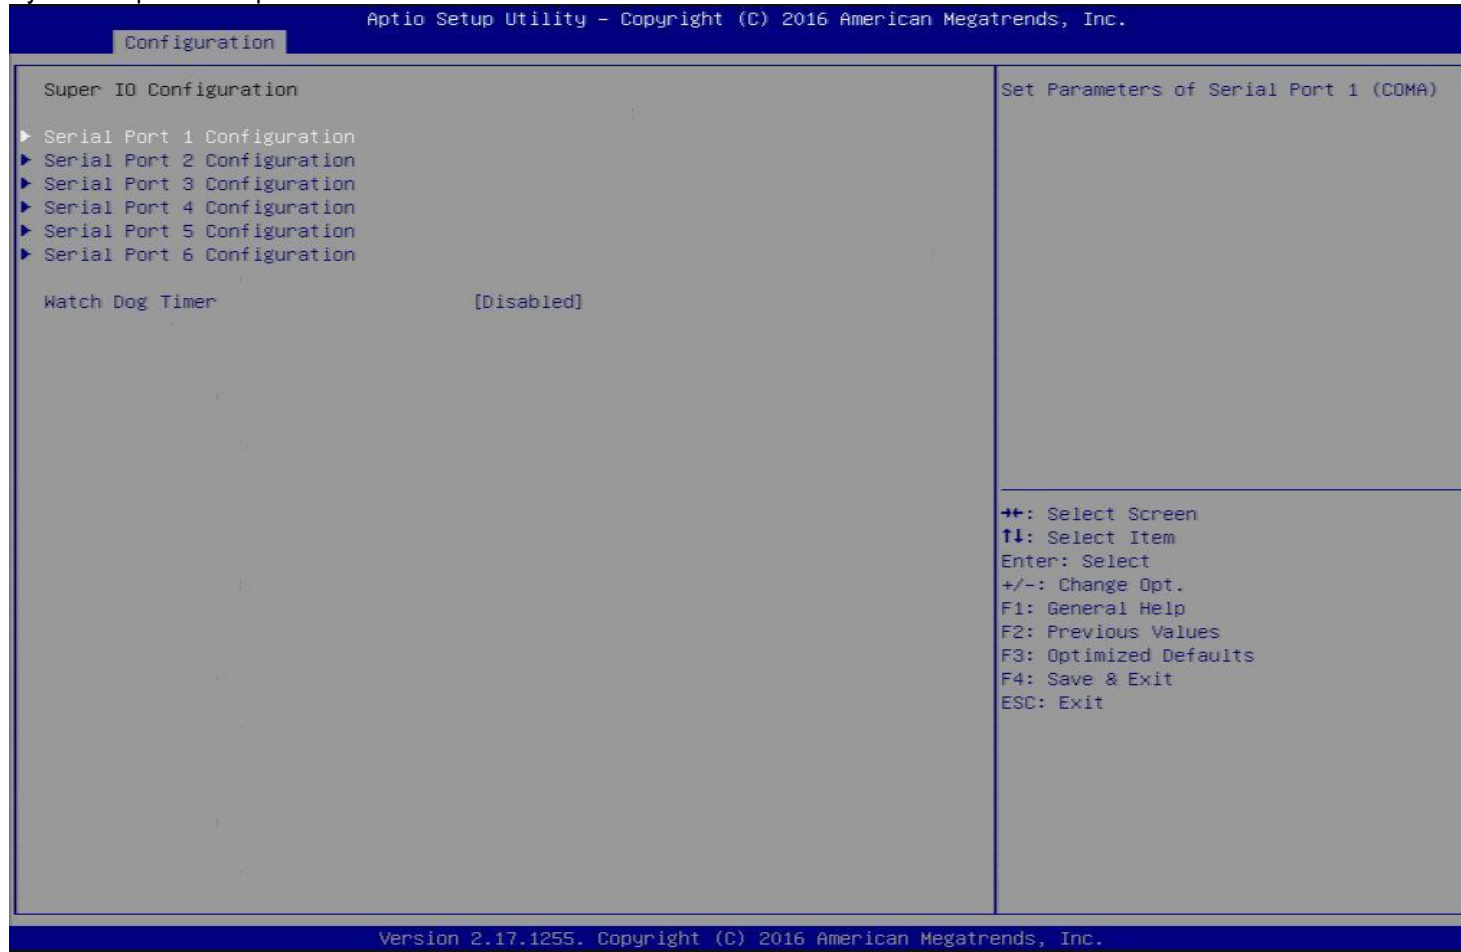 Aptio Setup Utility – Copyright (C) 2016 American Megatrends, Inc.
Configuration
Super IO Configuration
Serial Port 1 Configuration
Serial Port 2 Configuration
Serial Port 3 Configuration
Serial Port 4 Configuration
Serial Port 5 Configuration
Serial Port 6 Configuration
Watch Dog Timer [Disabled]
Set Parameters of Serial Port 1 (COMA)
→←: Select Screen
↑↓: Select Item
Enter: Select
+/-: Change Opt.
F1: General Help
F2: Previous Values
F3: Optimized Defaults
F4: Save & Exit
ESC: Exit
Version 2.17.1255. Copyright (C) 2016 American Megatrends, Inc.